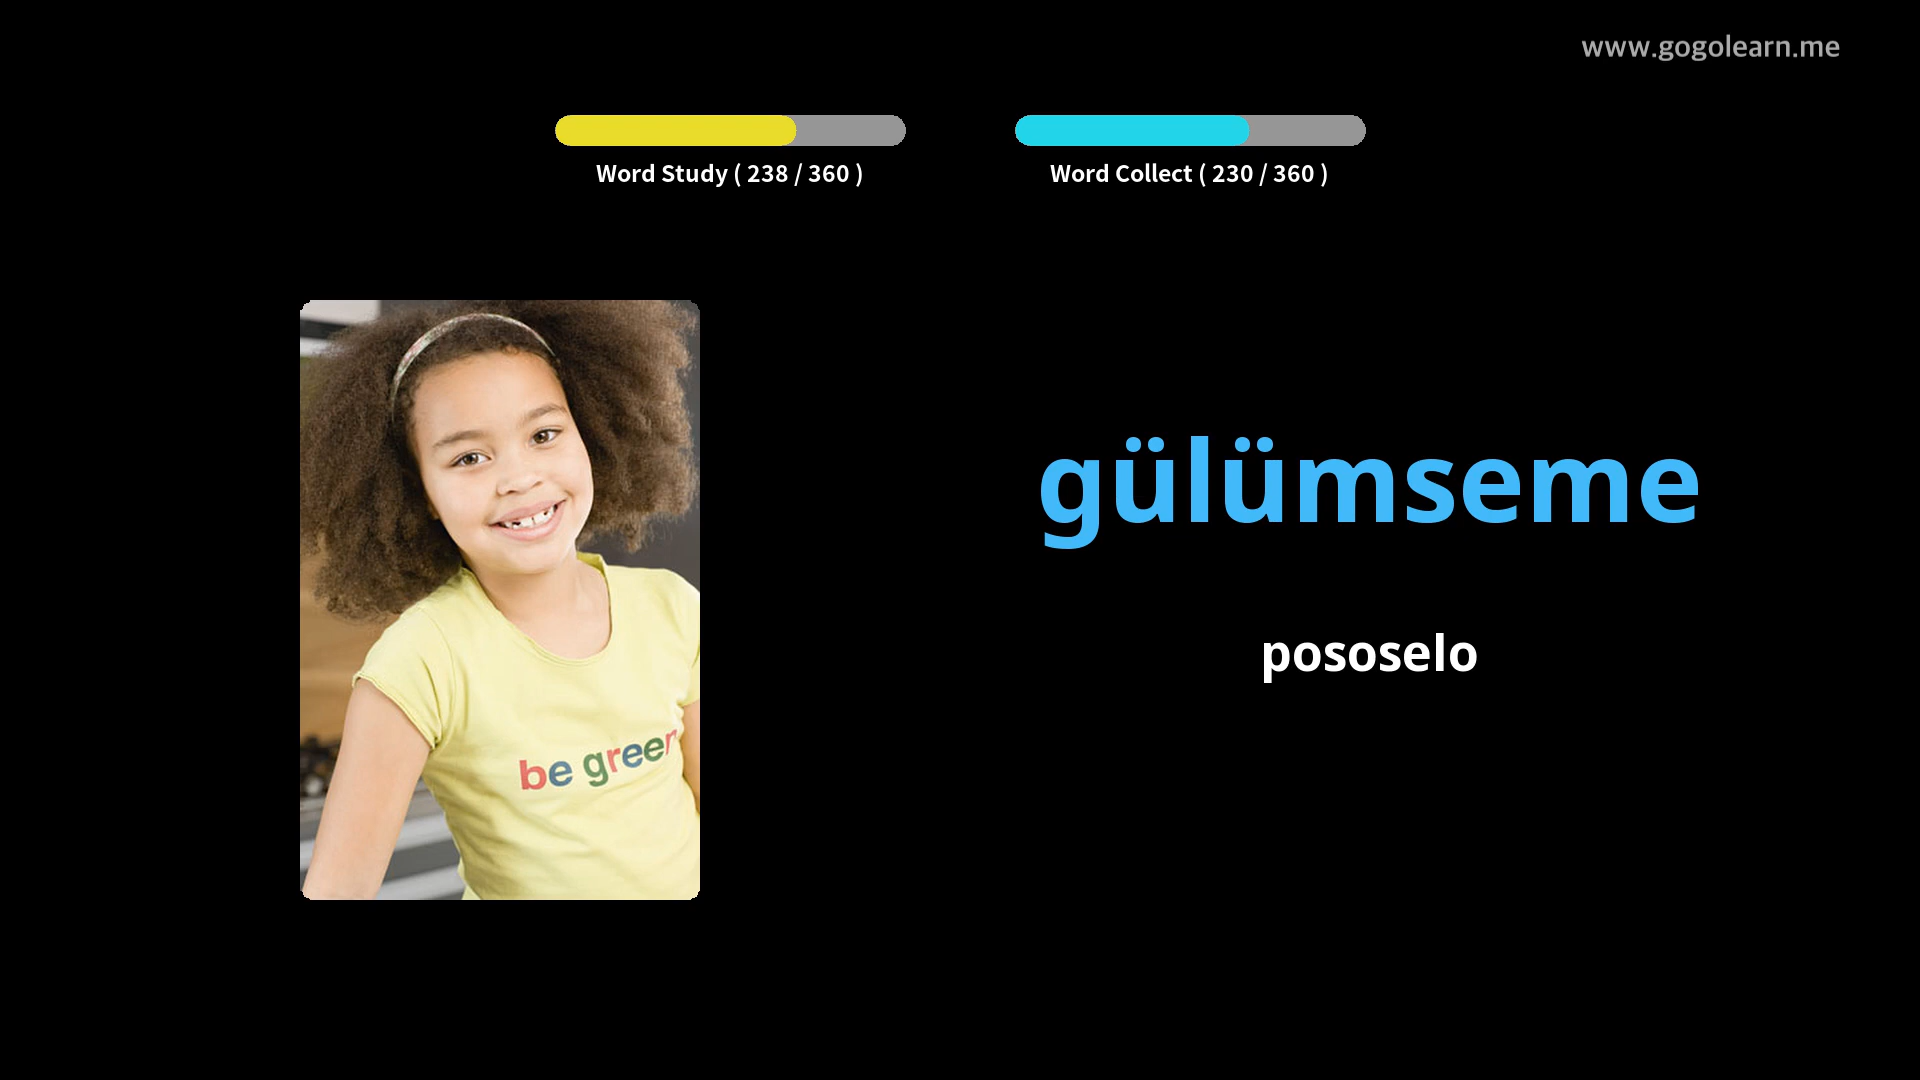 www.gogolearn.me
Word Study ( 238 / 360 )
Word Collect ( 230 / 360 )
gülümseme
pososelo
be green